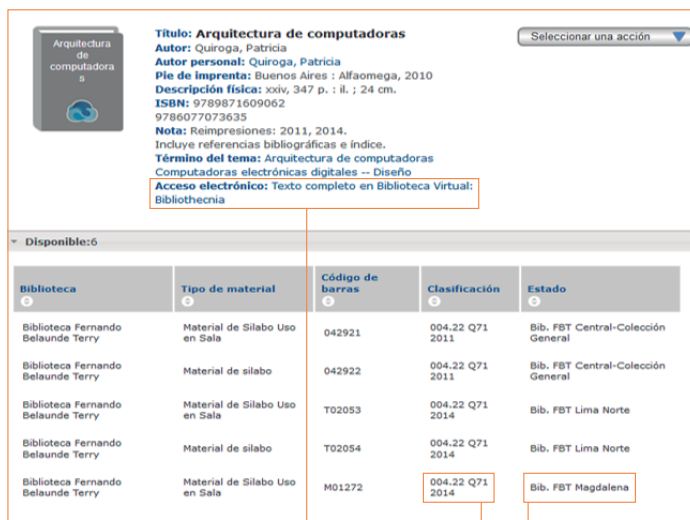 Arquitectura
de
computadora
s
Título: Arquitectura de computadoras
Autor: Quiroga, Patricia
Autor personal: Quiroga, Patricia
Pie de imprenta: Buenos Aires : Alfaomega, 2010
Descripción física: xxiv, 347 p. : il. ; 24 cm.
ISBN: 9789871609062
9786077073635
Nota: Reimpresiones: 2011, 2014.
Incluye referencias bibliográficas e índice.
Término del tema: Arquitectura de computadoras
Computadoras electrónicas digitales -- Diseño
Acceso electrónico: Texto completo en Biblioteca Virtual:
Bibliothecnia
Seleccionar una acción
Disponible:6
Biblioteca Tipo de material Código de barras Clasificación Estado
Biblioteca Fernando Belaunde Terry Material de Silabo Uso en Sala 042921 004.22 Q71 2011 Bib. FBT Central-Colección General
Biblioteca Fernando Belaunde Terry Material de silabo 042922 004.22 Q71 2011 Bib. FBT Central-Colección General
Biblioteca Fernando Belaunde Terry Material de Silabo Uso en Sala T02053 004.22 Q71 2014 Bib. FBT Lima Norte
Biblioteca Fernando Belaunde Terry Material de silabo T02054 004.22 Q71 2014 Bib. FBT Lima Norte
Biblioteca Fernando Belaunde Terry Material de Silabo Uso en Sala M01272 004.22 Q71 2014 Bib. FBT Magdalena